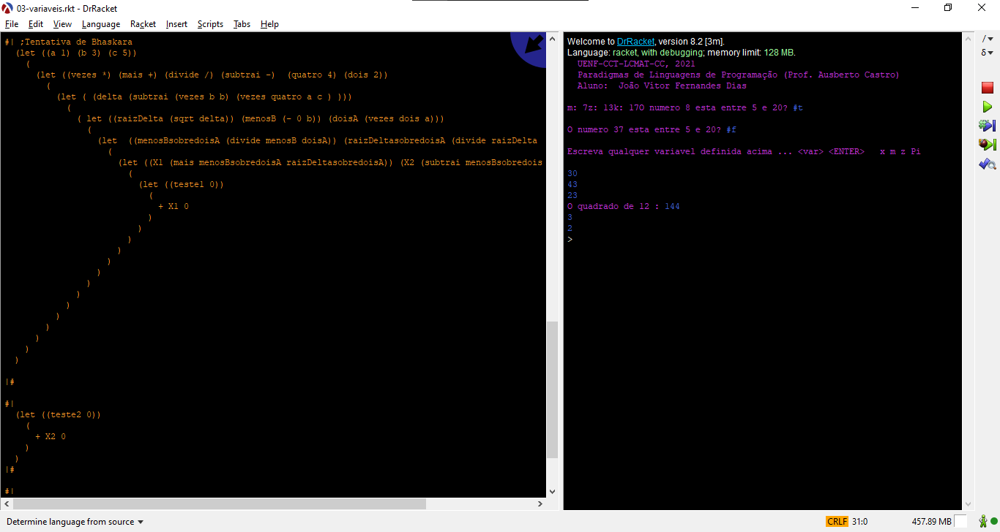 03-variaveis.rkt - DrRacket
File Edit View Language Racket Insert Scripts Tabs Help
#| ;Tentativa de Bhaskara
(let ((a 1) (b 3) (c 5))
(
(let ((vezes *) (mais +) (divide /) (subtrai -)  (quatro 4) (dois 2))
(
(let ( (delta (subtrai (vezes b b) (vezes quatro a c ) )))
(
( let ((raizDelta (sqrt delta)) (menosB (- 0 b)) (doisA (vezes dois a)))
(
(let  ((menosBsobredoisA (divide menosB doisA)) (raizDeltasobredoisA (divide raizDelta
(
(let ((X1 (mais menosBsobredoisA raizDeltasobredoisA)) (X2 (subtrai menosBsobredois
(
(let ((teste1 0))
(
+ X1 0
)
)
)
)
)
)
)
)
)
)
)
)
)
)
|#
#|
(let ((teste2 0))
(
+ X2 0
)
)
|#
#|
Welcome to DrRacket, version 8.2 [3m].
Language: racket, with debugging; memory limit: 128 MB.
UENF-CCT-LCMAT-CC, 2021
Paradigmas de Linguagens de Programação (Prof. Ausberto Castro)
Aluno:  João Vítor Fernandes Dias
m: 7z: 13k: 17O numero 8 esta entre 5 e 20? #t
O numero 37 esta entre 5 e 20? #f
Escreva qualquer variavel definida acima ... <var> <ENTER>   x m z Pi
30
43
23
O quadrado de 12 : 144
3
2
>
Determine language from source
CRLF 31:0
457.89 MB